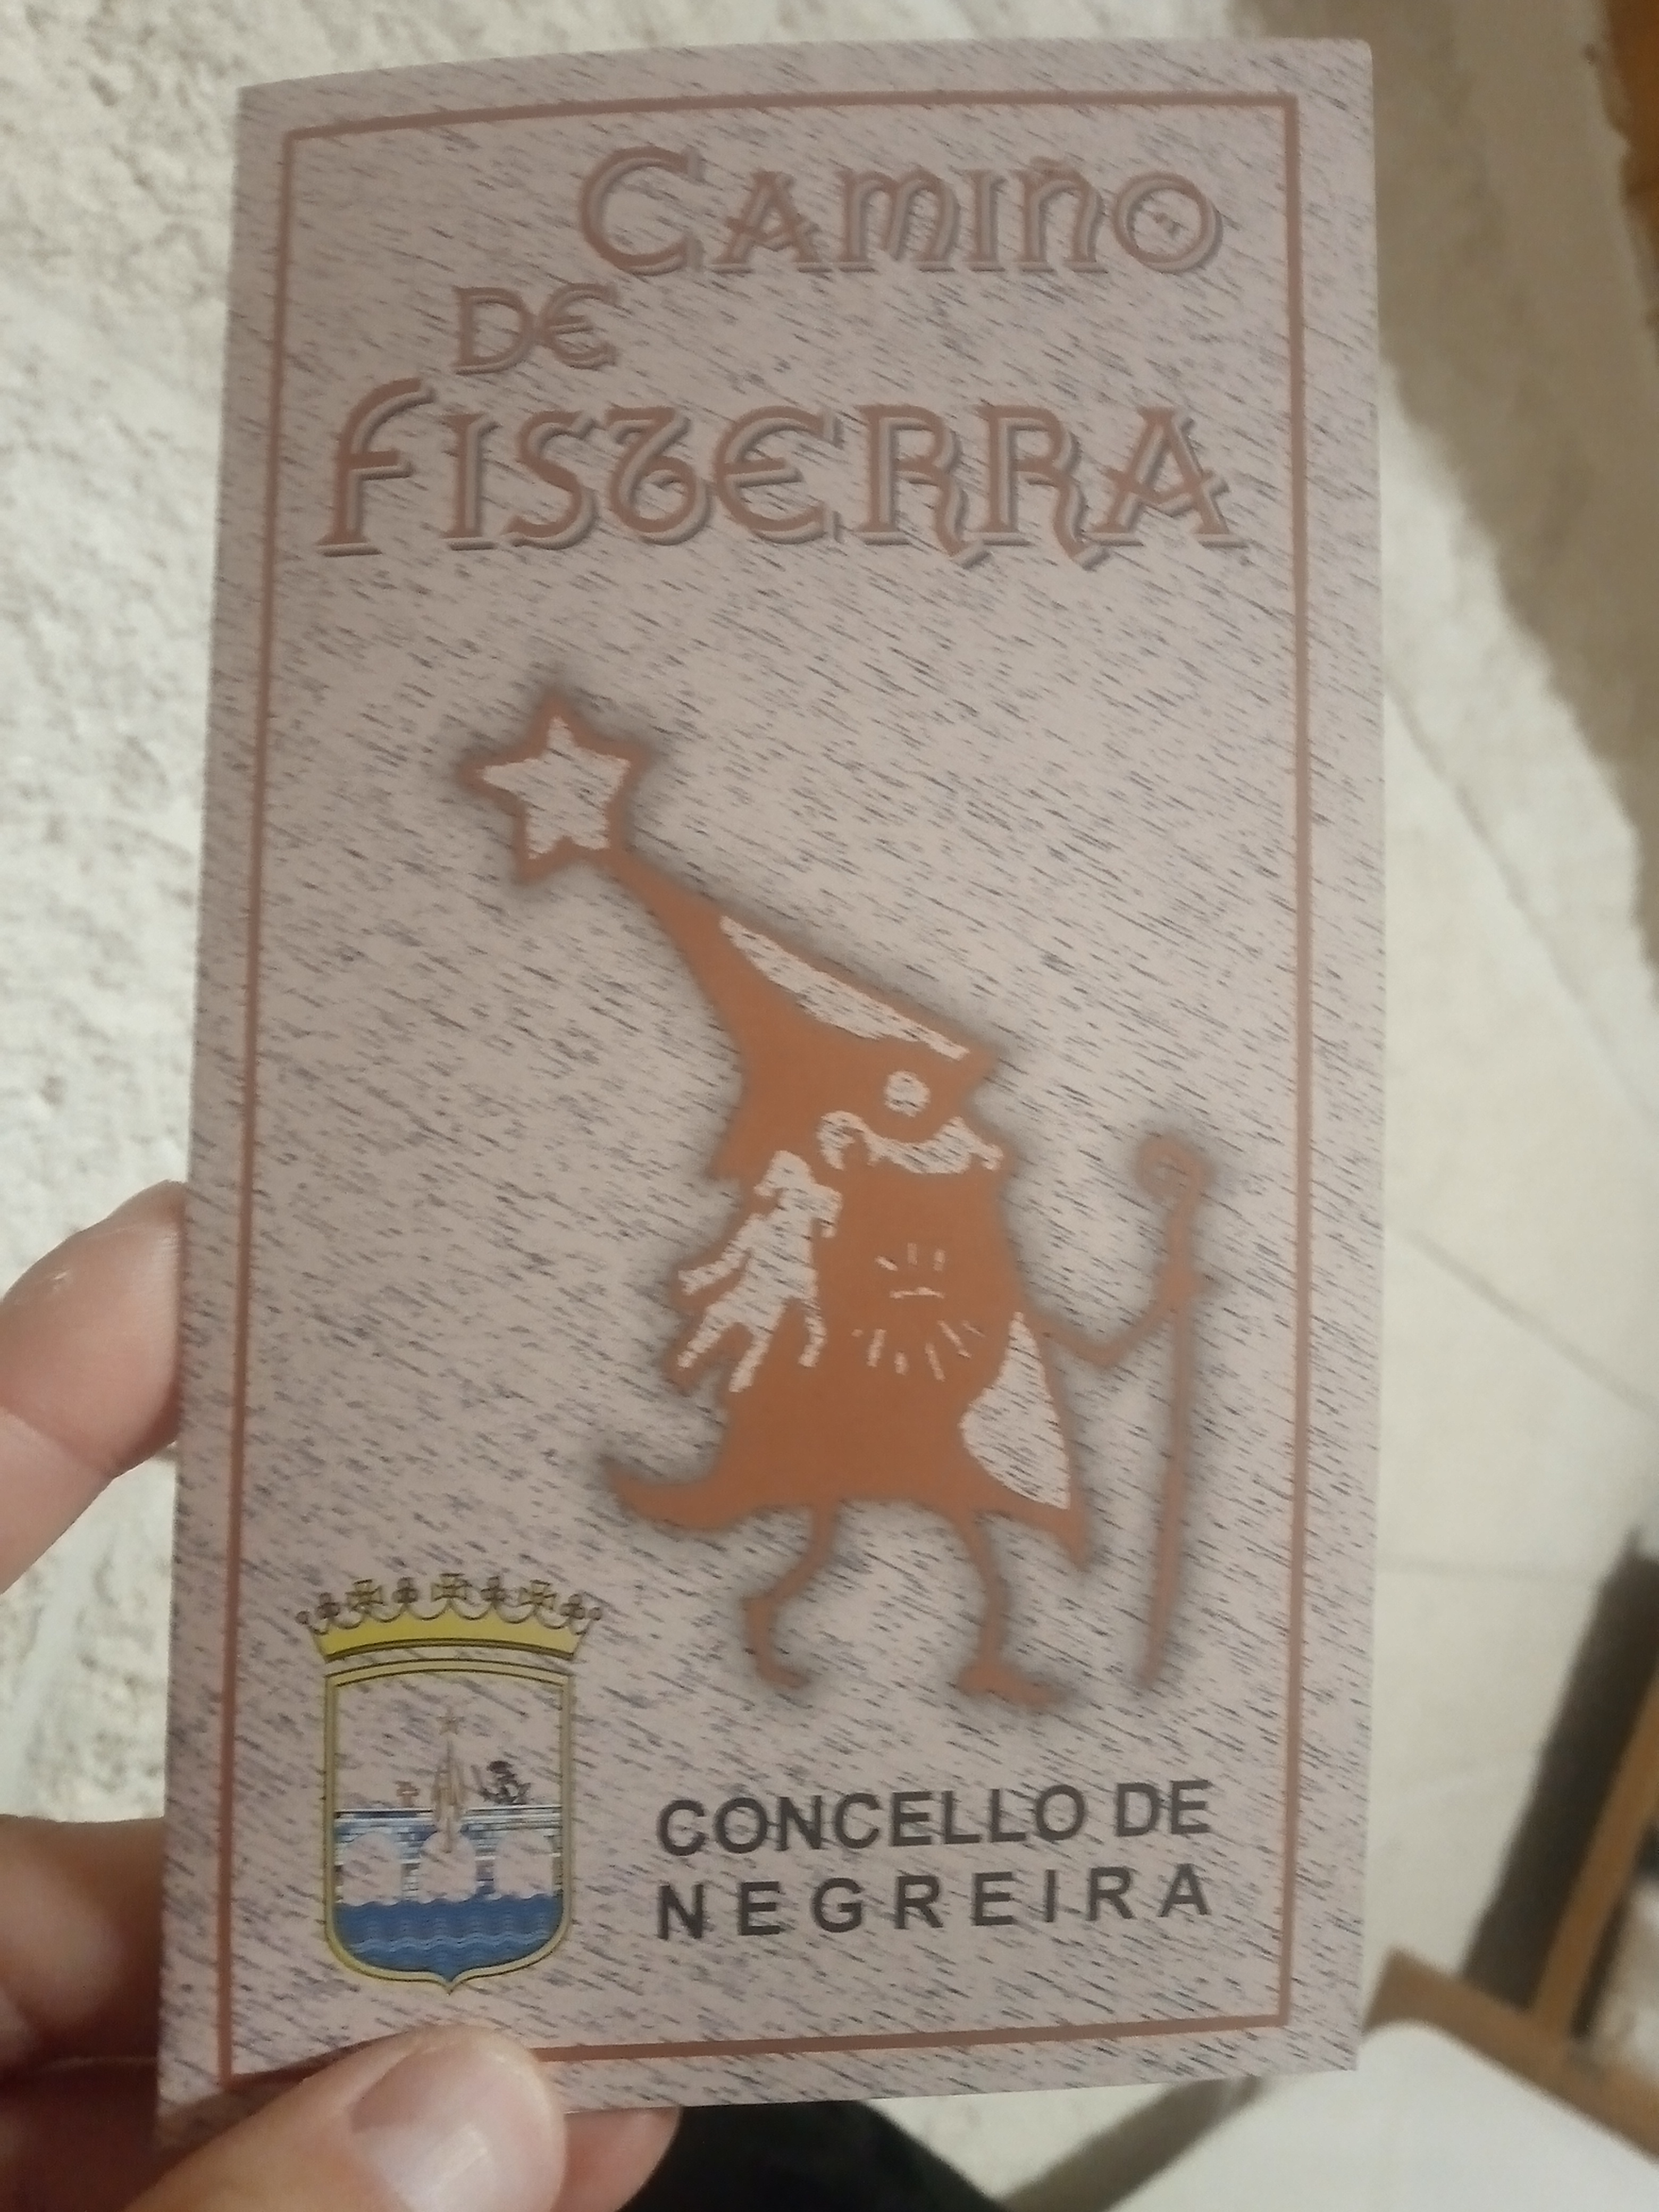 CAMIÑO
DE
FISTERRA
CONCELLO DE
NEGREIRA